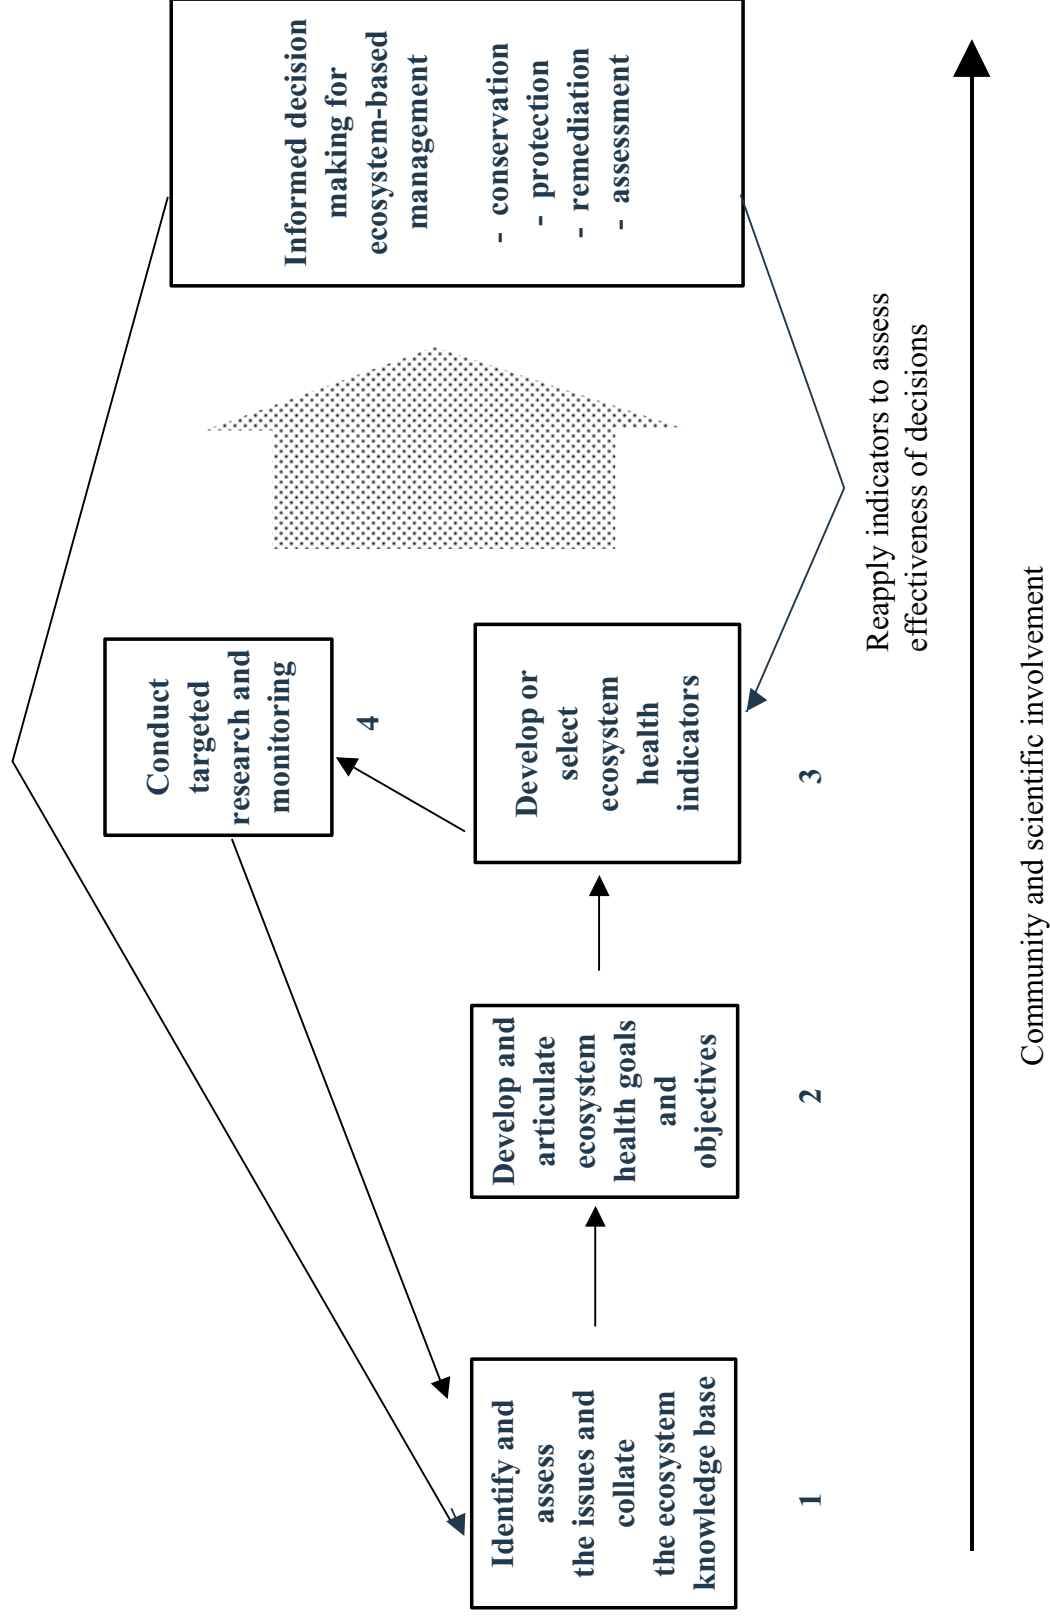 Identify and
assess
the issues and
collate
the ecosystem
knowledge base
1
Develop and
articulate
ecosystem
health goals
and
objectives
2
Develop or
select
ecosystem
health
indicators
3
Conduct
targeted
research and
monitoring
4
Informed decision
making for
ecosystem-based
management
- conservation
- protection
- remediation
- assessment
Reapply indicators to assess
effectiveness of decisions
Community and scientific involvement